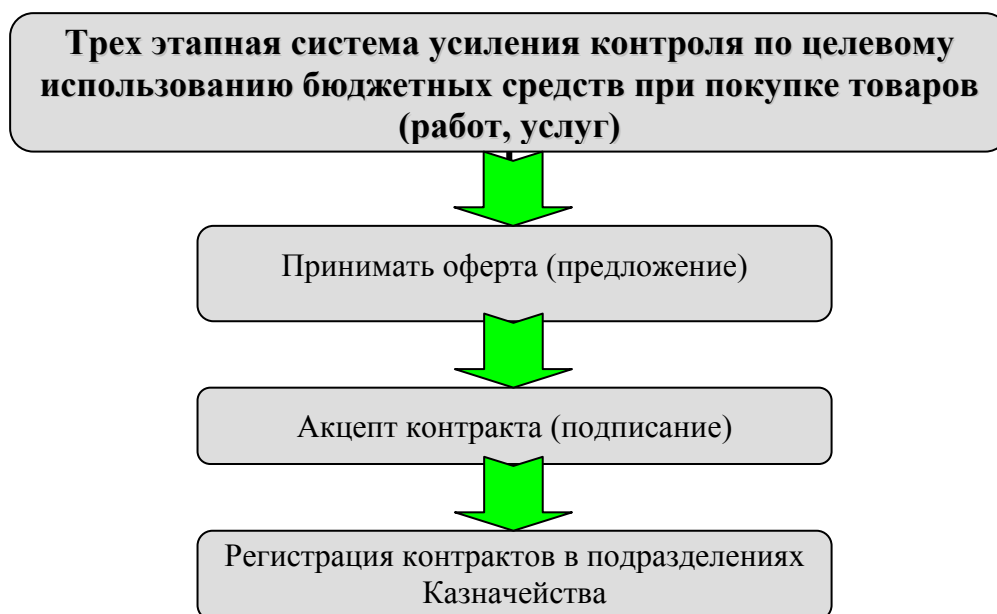 Трех этапная система усиления контроля по целевому
использованию бюджетных средств при покупке товаров
(работ, услуг)
Принимать оферта (предложение)
Акцепт контракта (подписание)
Регистрация контрактов в подразделениях
Казначейства